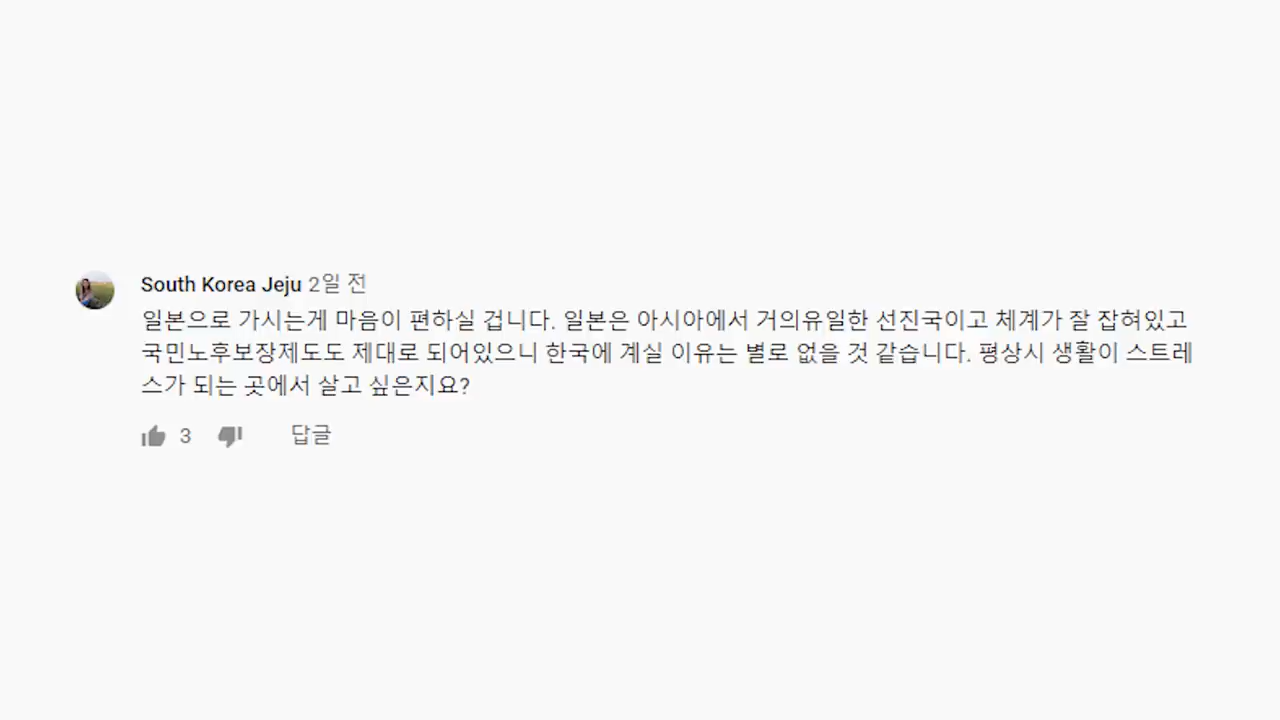 South Korea Jeju 2일 전
일본으로 가시는게 마음이 편하실 겁니다. 일본은 아시아에서 거의유일한 선진국이고 체계가 잘 잡혀있고
국민노후보장제도도 제대로 되어있으니 한국에 계실 이유는 별로 없을 것 같습니다. 평상시 생활이 스트레
스가 되는 곳에서 살고 싶은지요?
3 답글